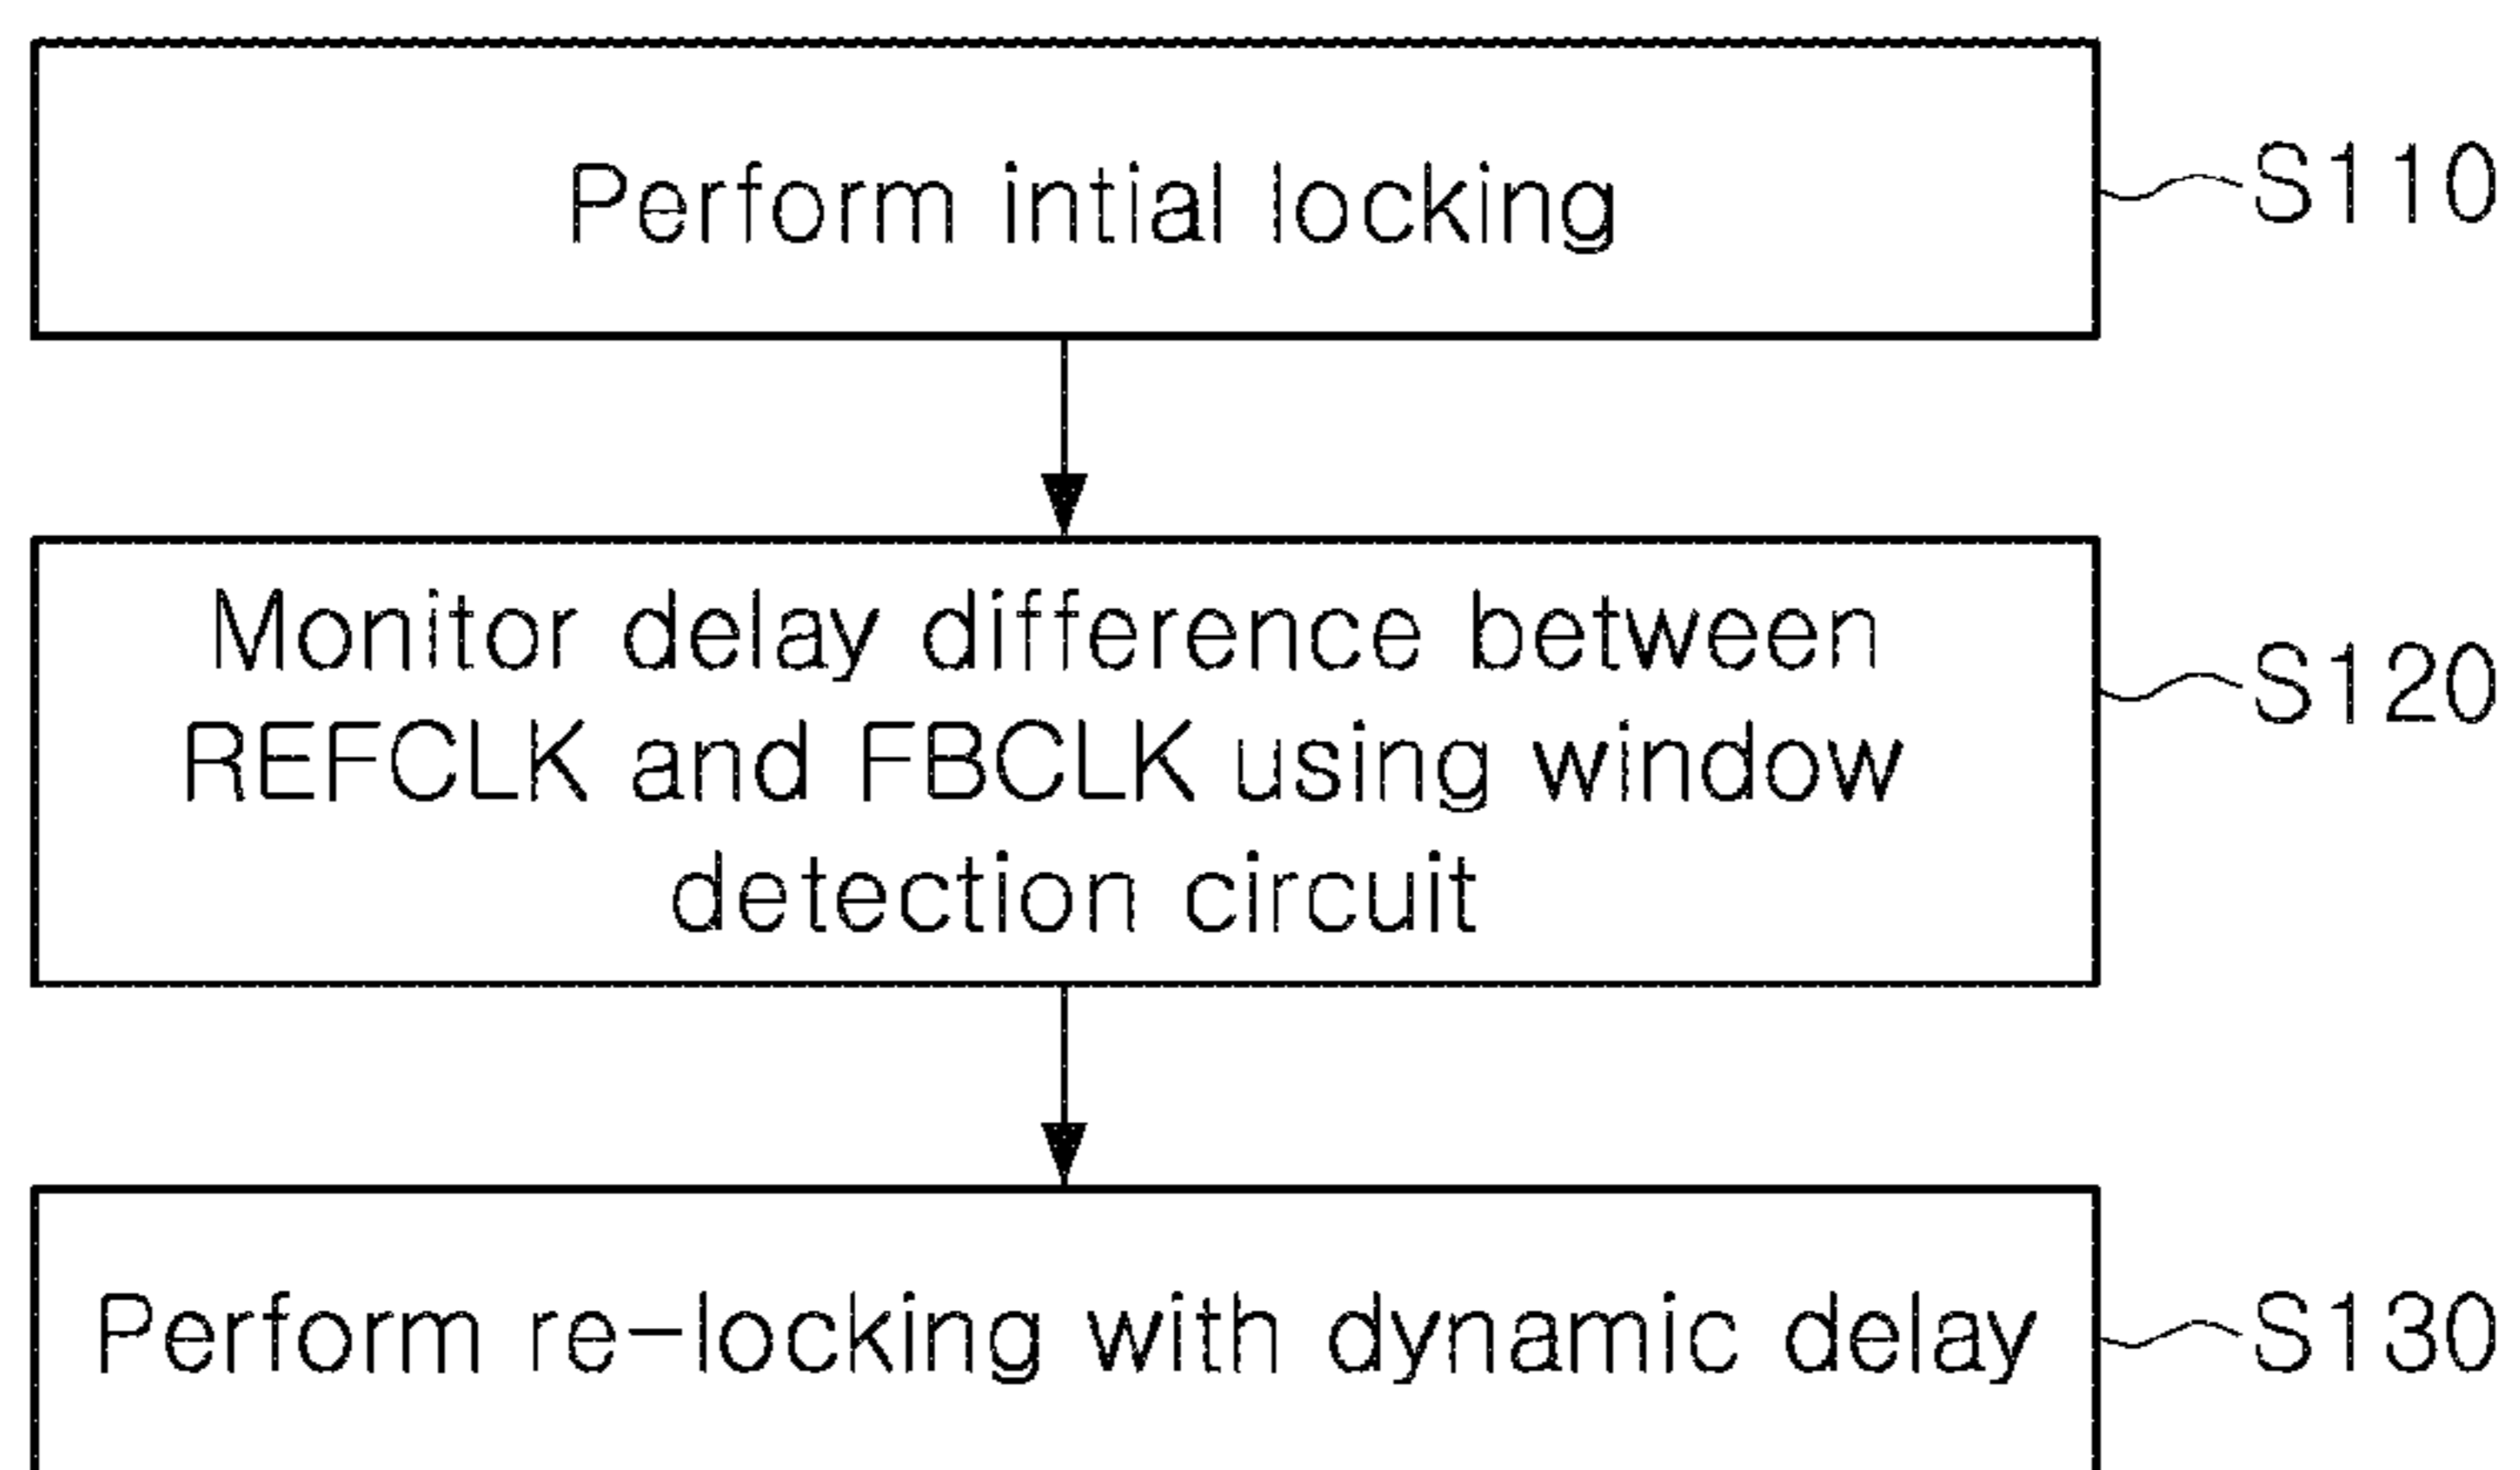 Perform intial locking
S110
Monitor delay difference between
REFCLK and FBCLK using window
detection circuit
S120
Perform re-locking with dynamic delay
S130